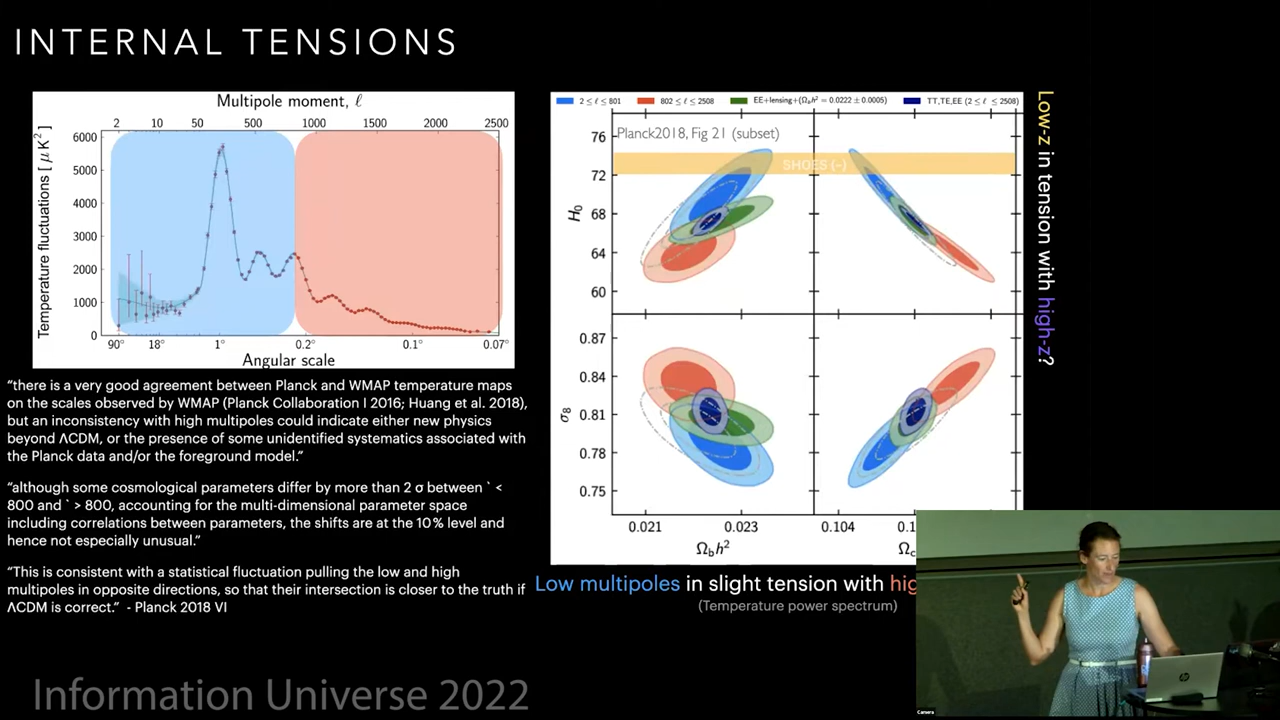 INTERNAL TENSIONS
Multipole moment, ℓ
2 10 50 500 1000 1500 2000 2500
Temperature fluctuations [ μ K² ]
6000
5000
4000
3000
2000
1000
0
90° 18° 1° 0.2° 0.1° 0.07°
Angular scale
"there is a very good agreement between Planck and WMAP temperature maps
on the scales observed by WMAP (Planck Collaboration I 2016; Huang et al. 2018),
but an inconsistency with high multipoles could indicate either new physics
beyond ΛCDM, or the presence of some unidentified systematics associated with
the Planck data and/or the foreground model."
"although some cosmological parameters differ by more than 2 σ between ` <
800 and ` > 800, accounting for the multi-dimensional parameter space
including correlations between parameters, the shifts are at the 10% level and
hence not especially unusual."
"This is consistent with a statistical fluctuation pulling the low and high
multipoles in opposite directions, so that their intersection is closer to the truth if
ΛCDM is correct." - Planck 2018 VI
2 ≤ ℓ ≤ 801 802 ≤ ℓ ≤ 2508 EE+lensing+(Ωbh² = 0.0222 ± 0.0005) TT,TE,EE (2 ≤ ℓ ≤ 2508)
Planck2018, Fig 21 (subset)
SHOES (~)
H₀
76
72
68
64
60
σ₈
0.87
0.84
0.81
0.78
0.75
0.021 0.023 0.104
Ωbh² Ωc
Low-z in tension with high-z?
Low multipoles in slight tension with
(Temperature power spectrum)
Information Universe 2022
hp
Camera